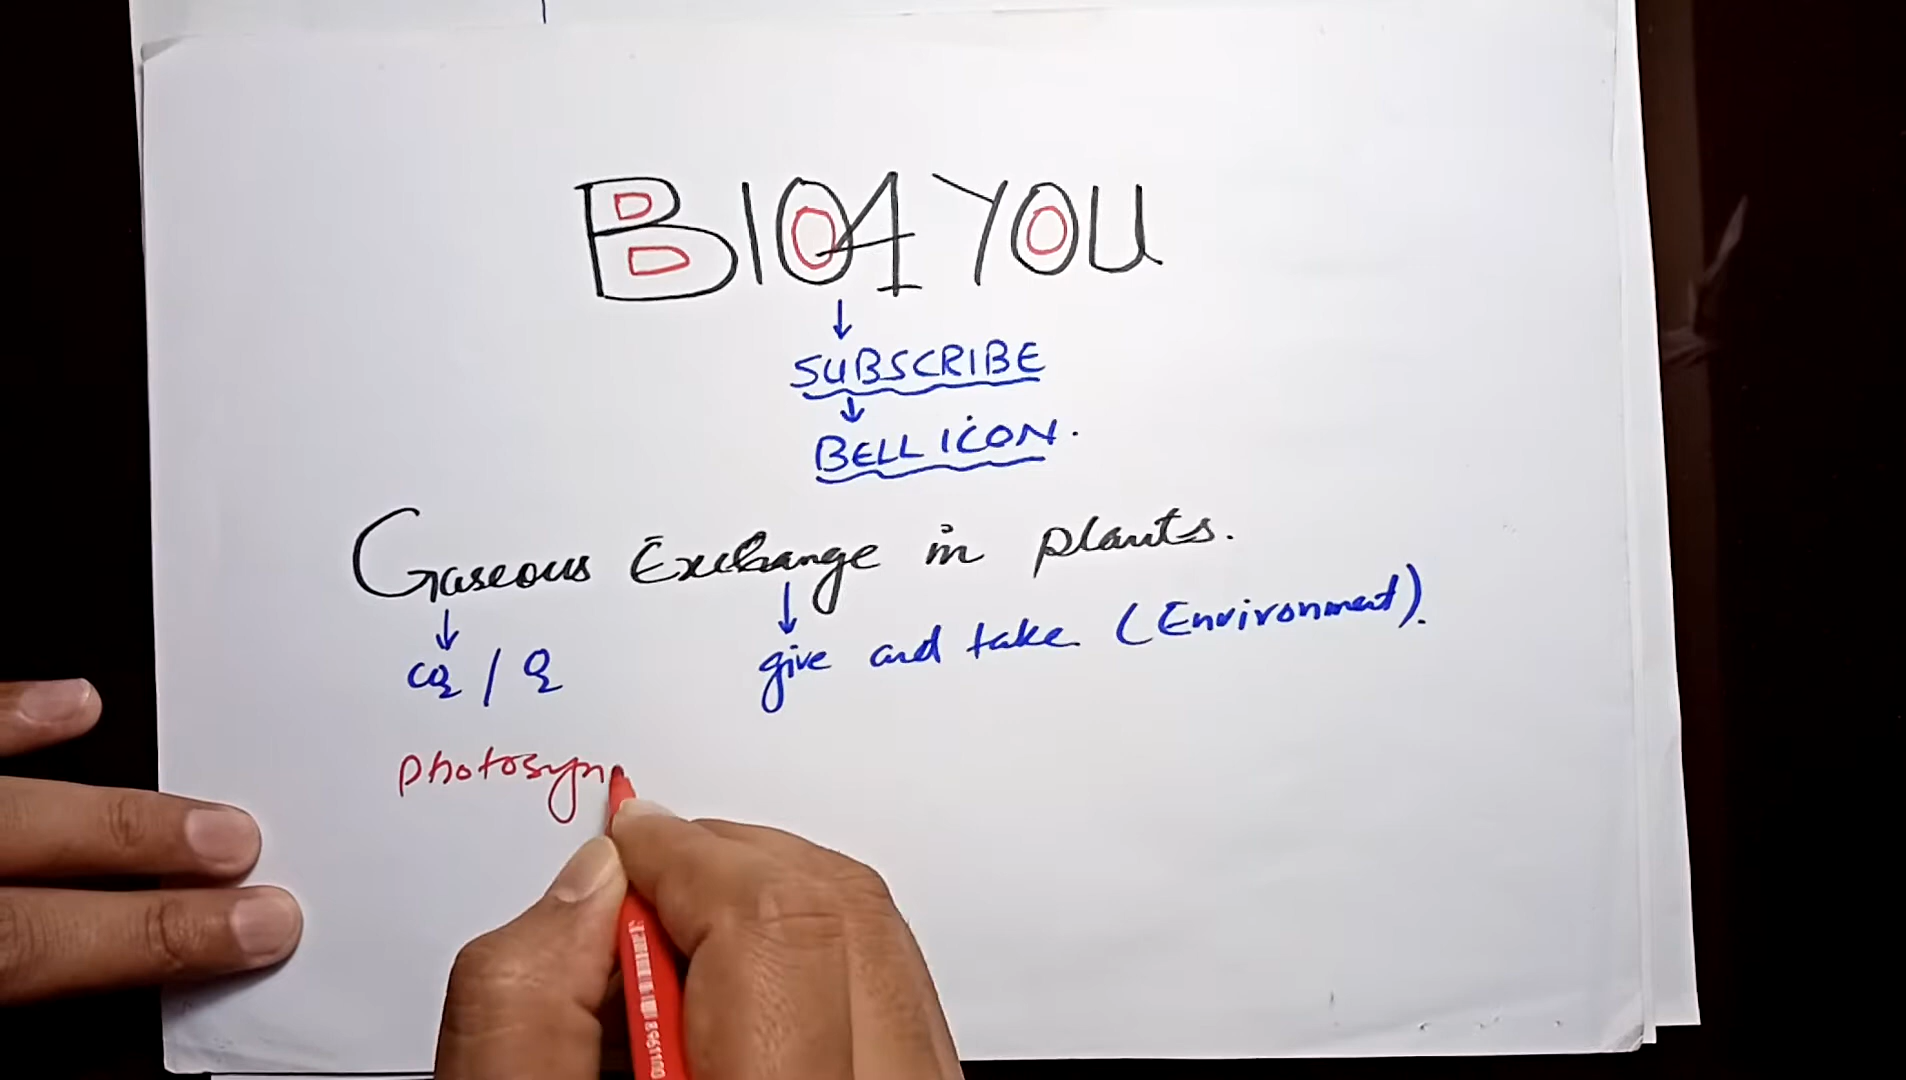 BIO4YOU
SUBSCRIBE
BELL ICON.
Gaseous Exchange in plants.
CO2 / O2 give and take (Environment).
Photosyn